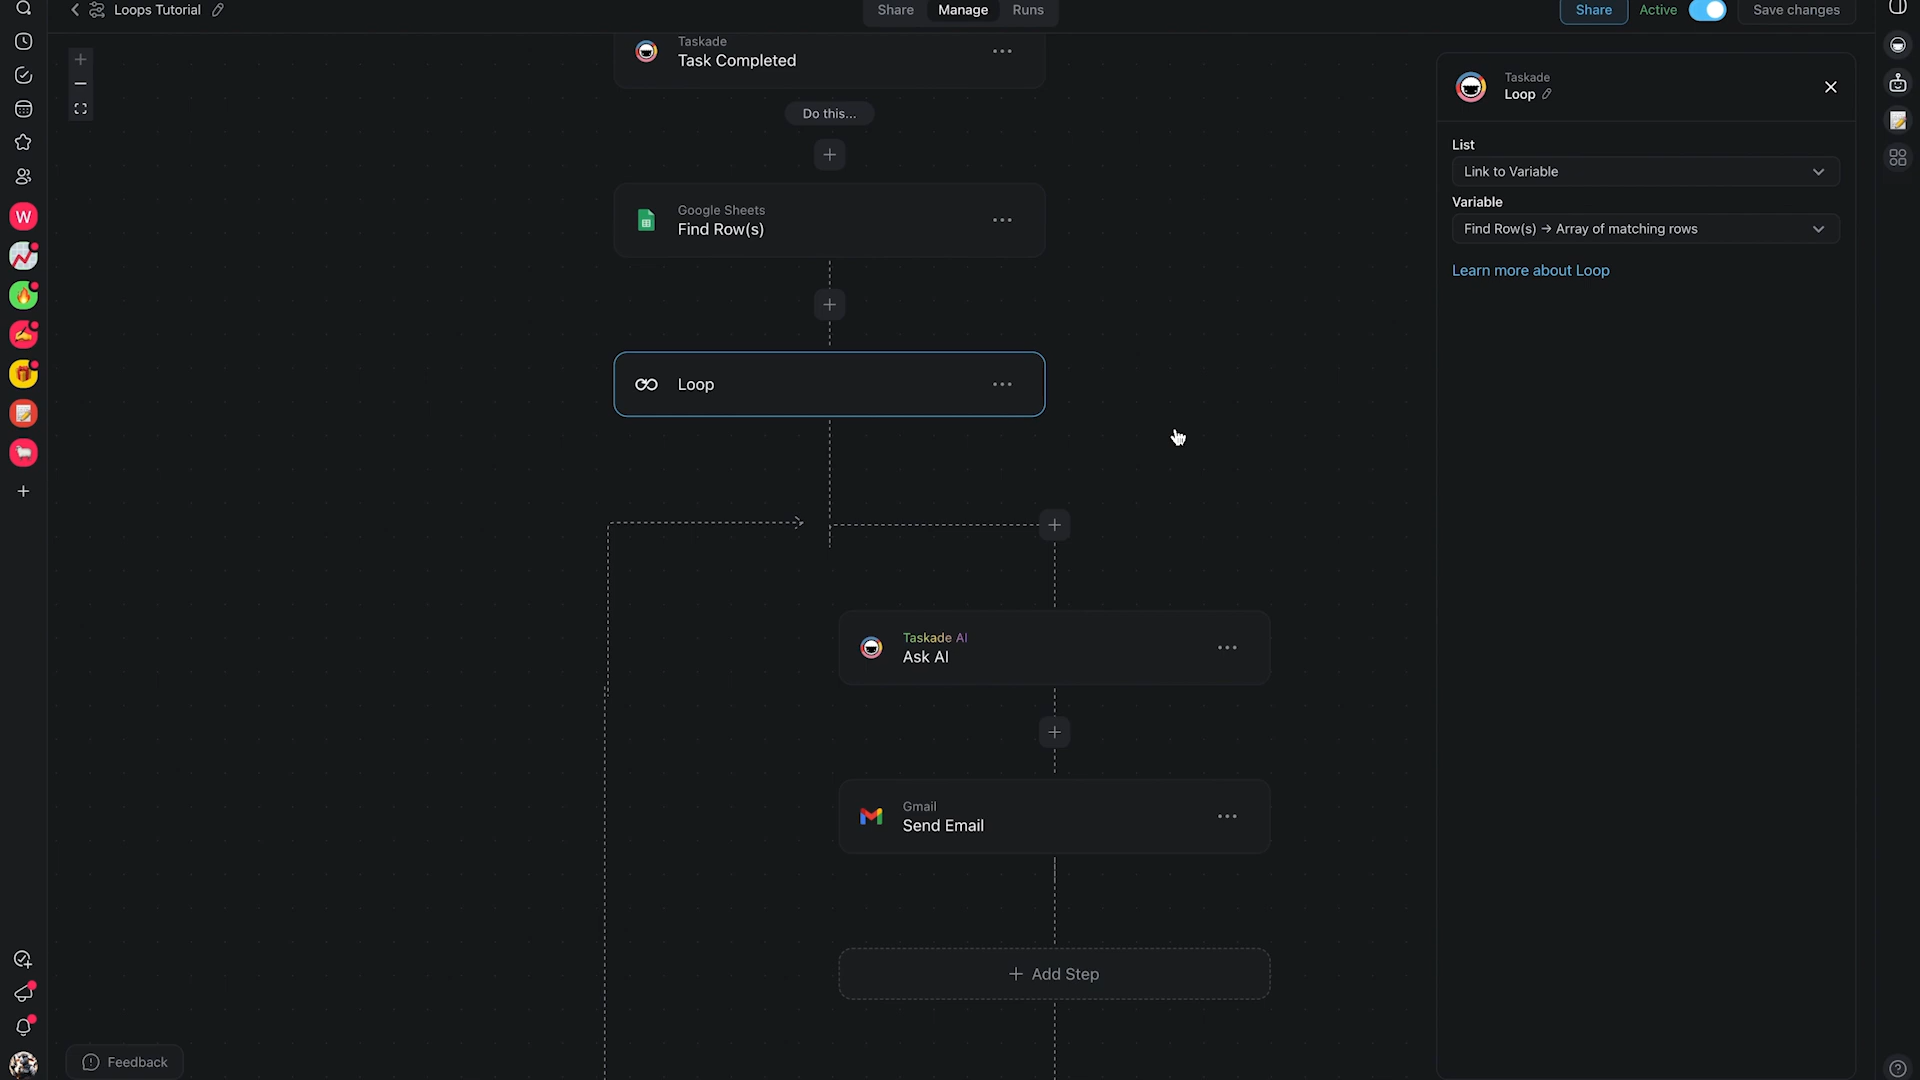 Loops Tutorial
Share
Manage
Runs
Share
Active
Save changes
Taskade
Task Completed
Do this...
Google Sheets
Find Row(s)
Loop
Taskade AI
Ask AI
Gmail
Send Email
Add Step
Taskade
Loop
List
Link to Variable
Variable
Find Row(s) → Array of matching rows
Learn more about Loop
W
Feedback